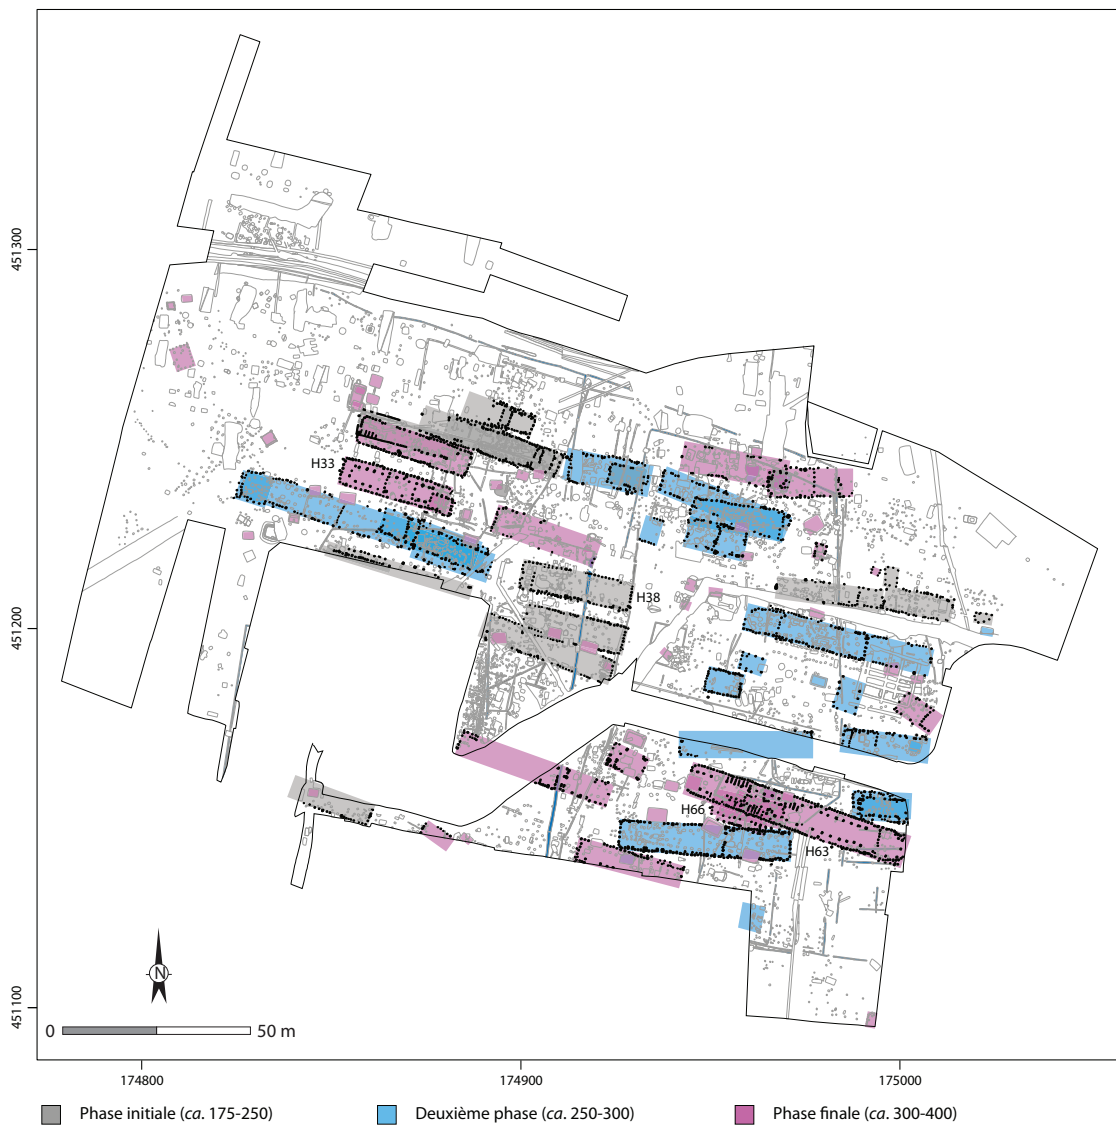 451300
451200
451100
H33
H38
H66
H63
N
0 50 m
174800 174900 175000
Phase initiale (ca. 175-250) Deuxième phase (ca. 250-300) Phase finale (ca. 300-400)